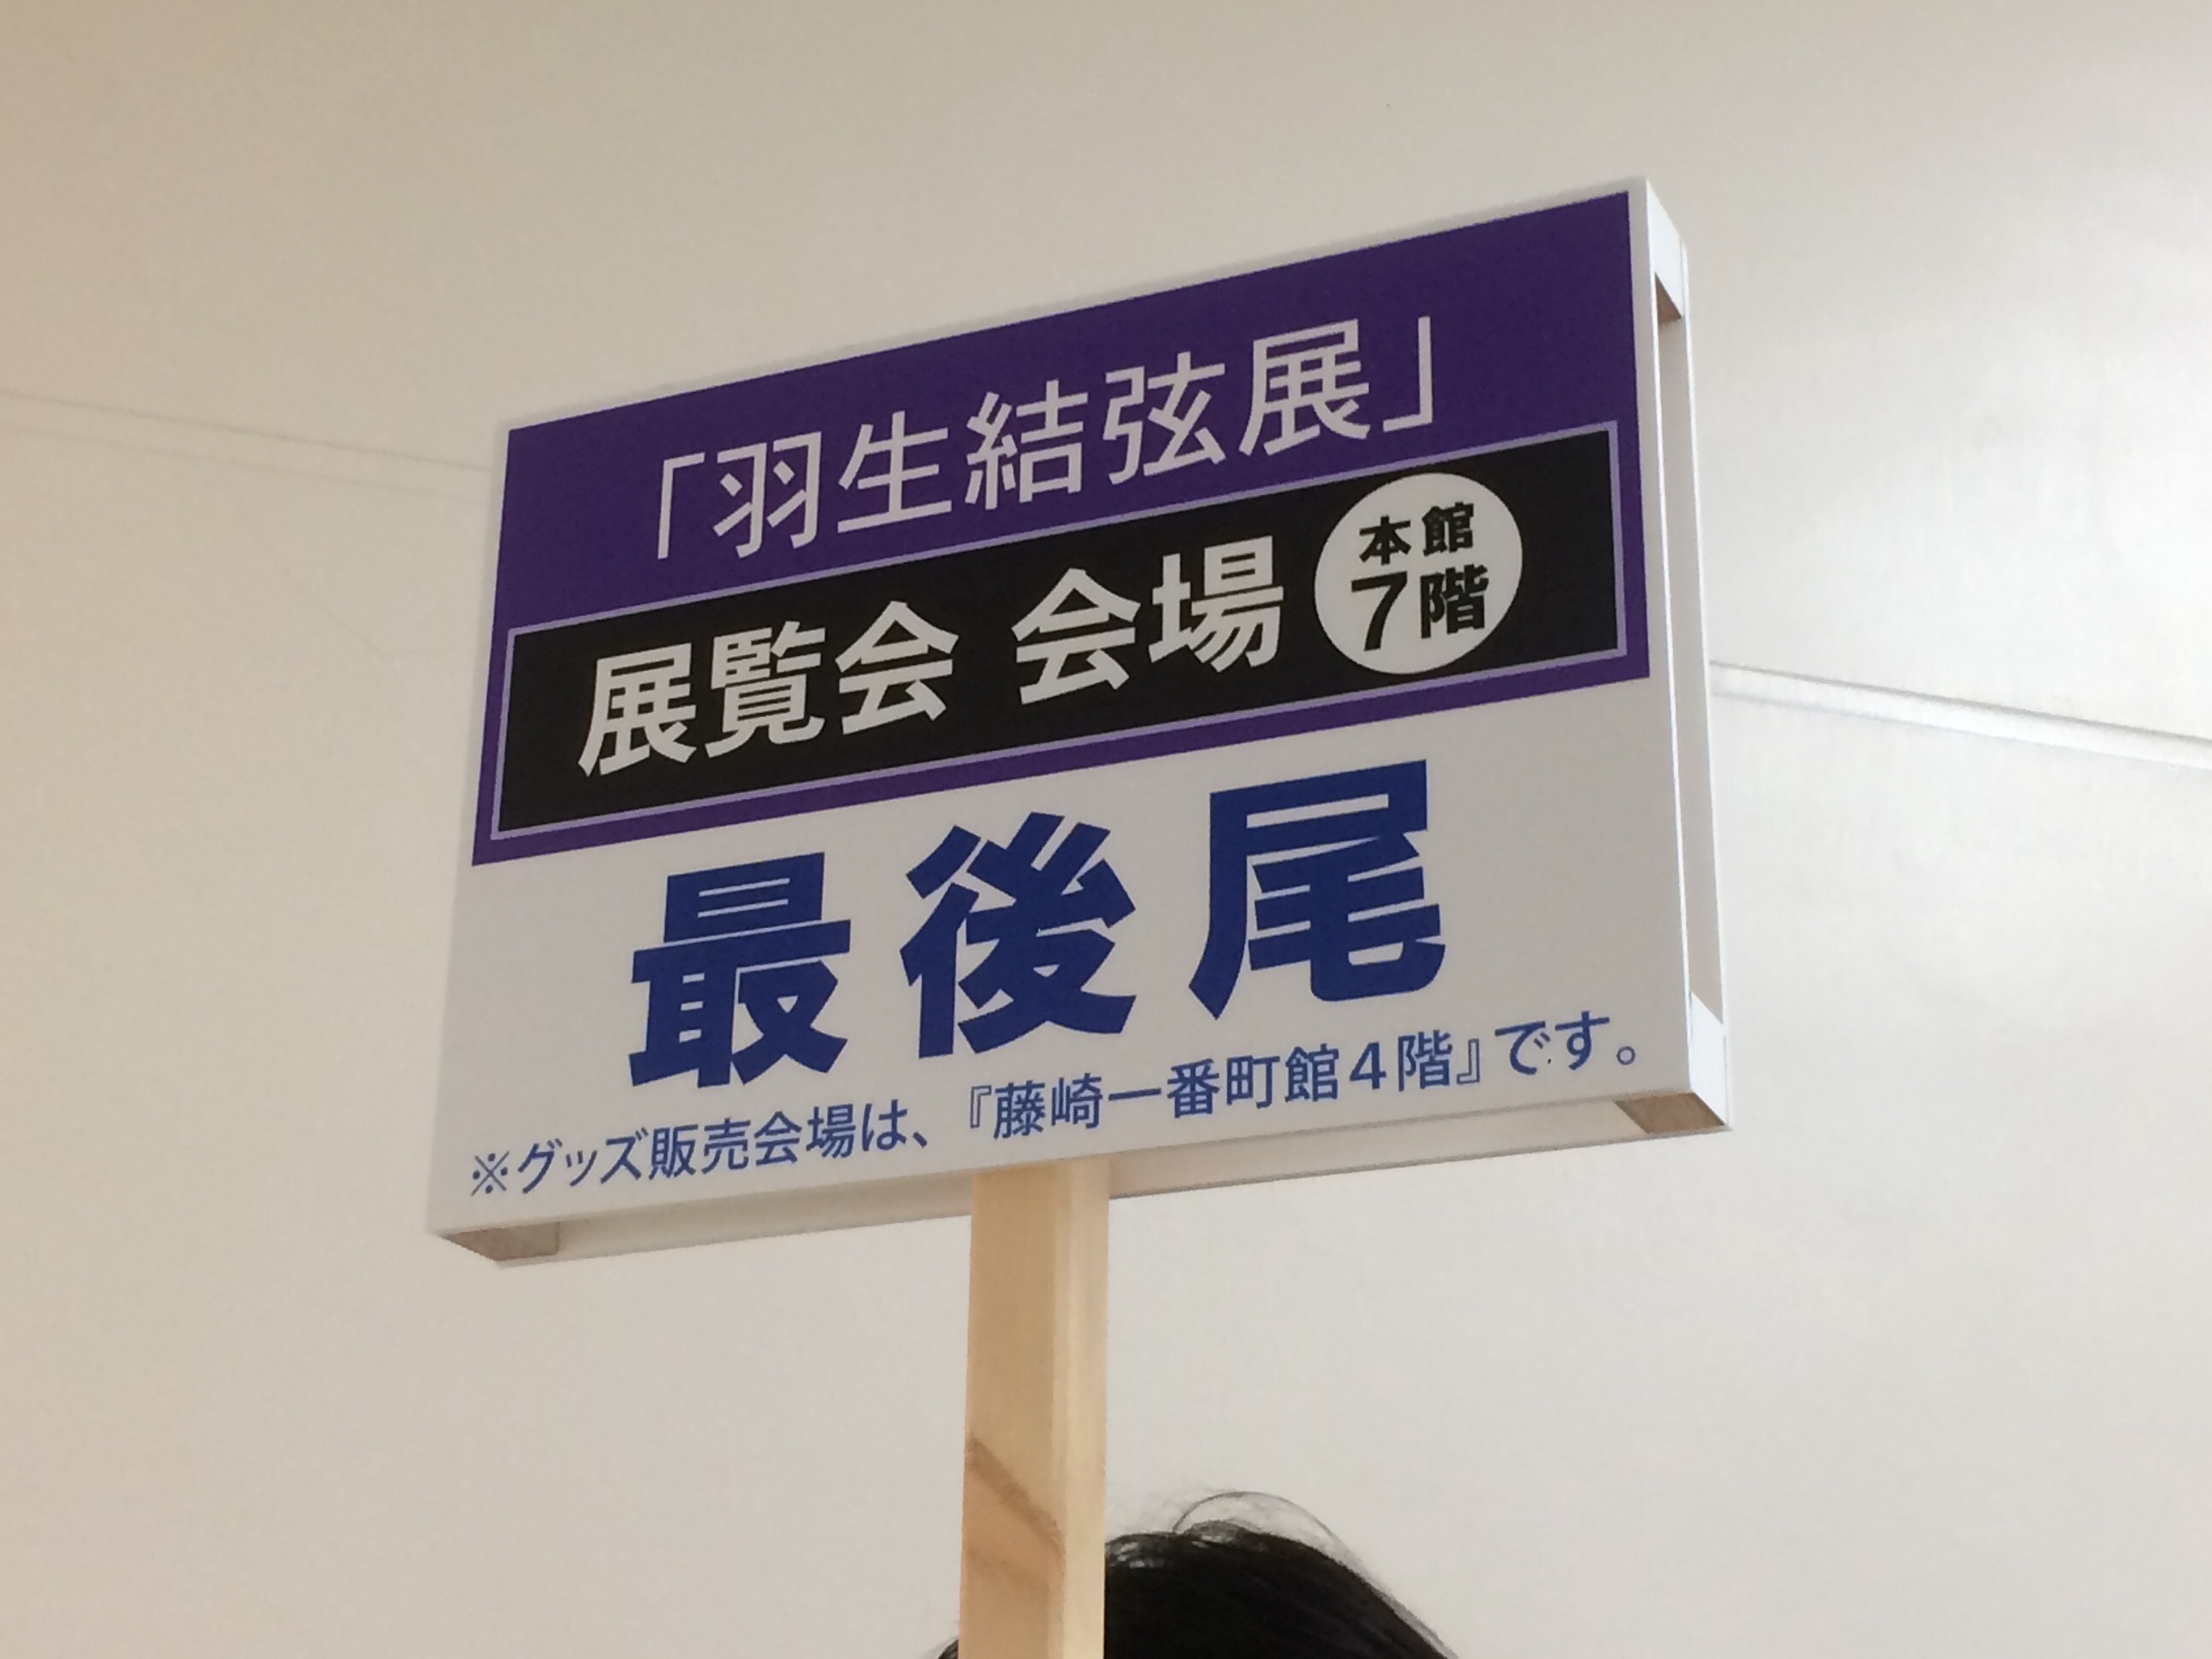 「羽生結弦展」
展覧会 会場
本館
7階
最後尾
※グッズ販売会場は、『藤崎一番町館4階』です。